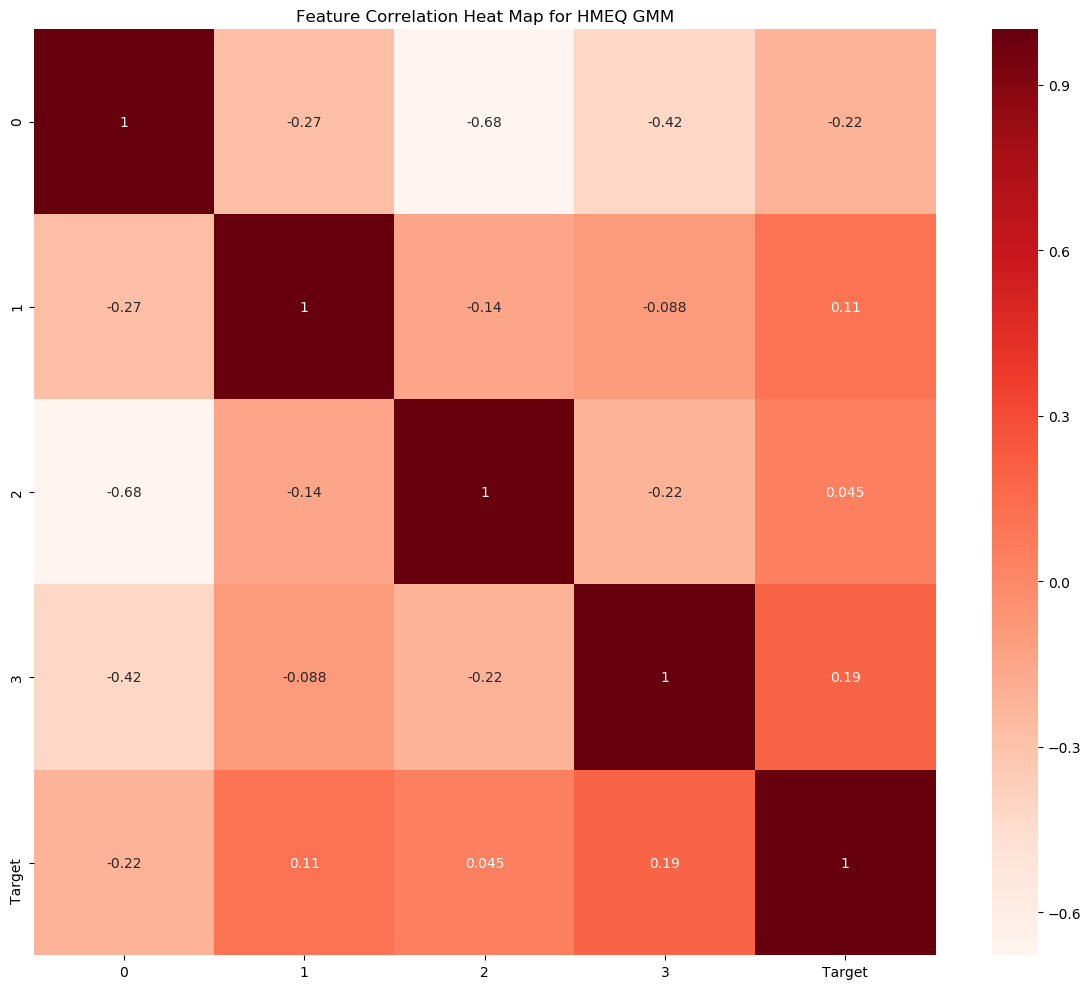 Feature Correlation Heat Map for HMEQ GMM
0 1 -0.27 -0.68 -0.42 -0.22
1 -0.27 1 -0.14 -0.088 0.11
2 -0.68 -0.14 1 -0.22 0.045
3 -0.42 -0.088 -0.22 1 0.19
Target -0.22 0.11 0.045 0.19 1
0 1 2 3 Target
0.9
0.6
0.3
0.0
−0.3
−0.6